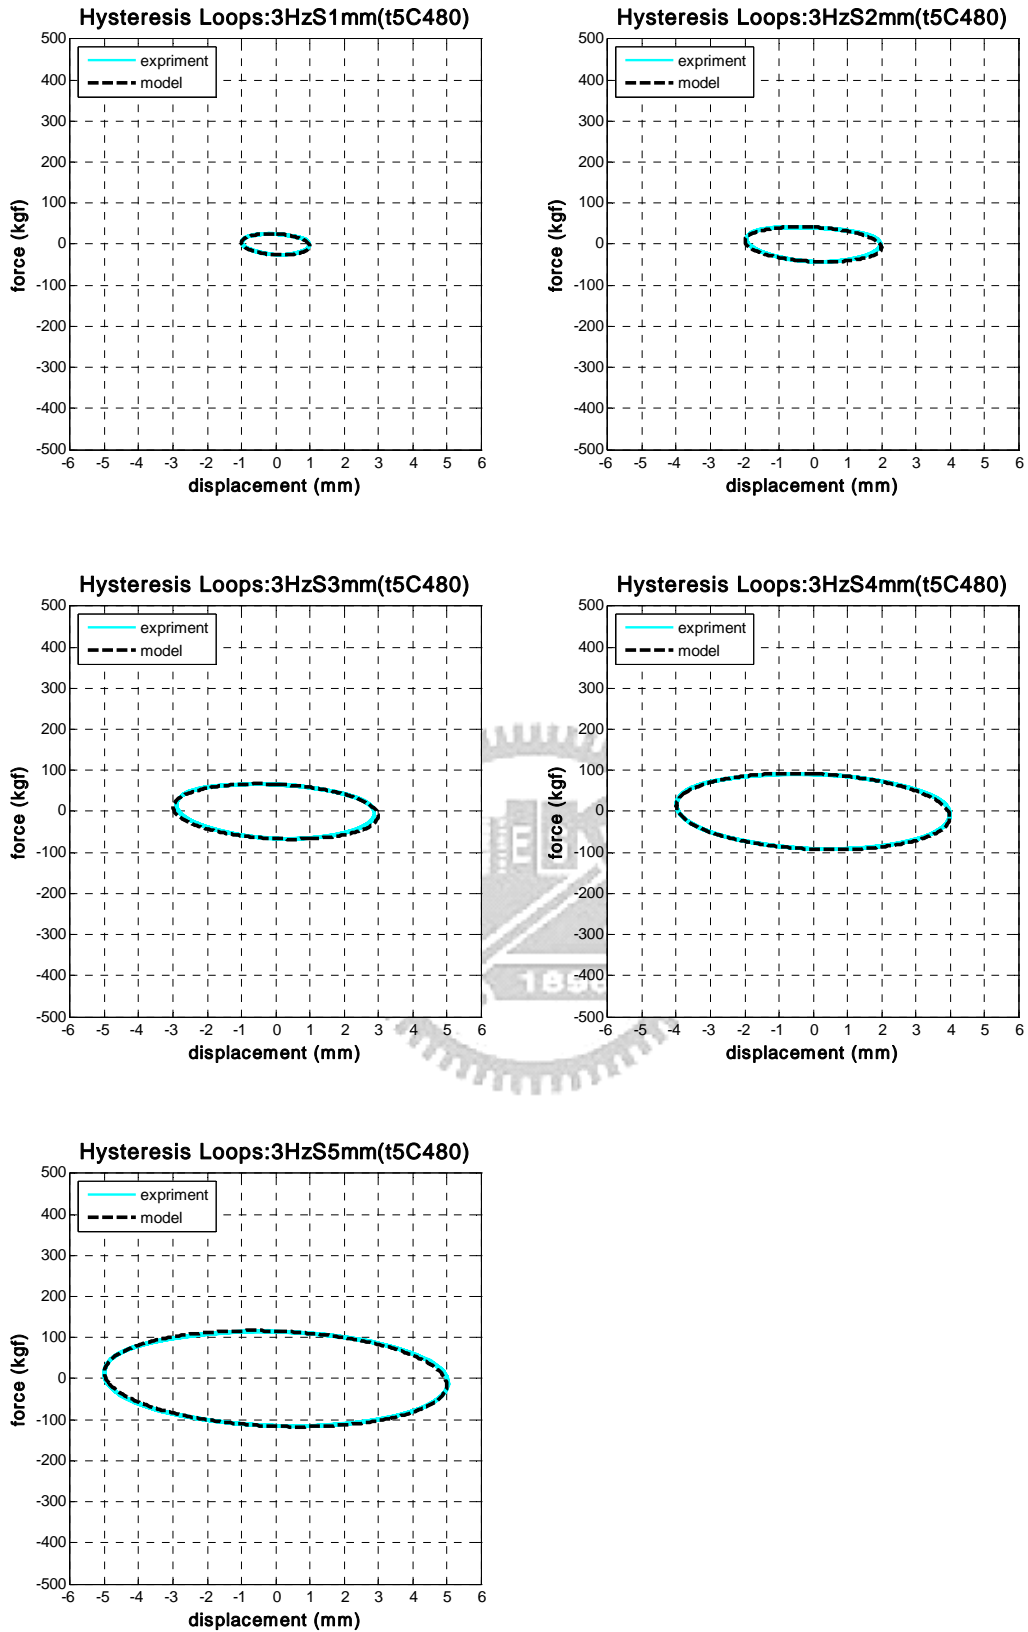 Hysteresis Loops:3HzS1mm(t5C480)
500
400
300
200
100
0
-100
-200
-300
-400
-500
force (kgf)
expriment
model
-6 -5 -4 -3 -2 -1 0 1 2 3 4 5 6
displacement (mm)
Hysteresis Loops:3HzS2mm(t5C480)
500
400
300
200
100
0
-100
-200
-300
-400
-500
force (kgf)
expriment
model
-6 -5 -4 -3 -2 -1 0 1 2 3 4 5 6
displacement (mm)
Hysteresis Loops:3HzS3mm(t5C480)
500
400
300
200
100
0
-100
-200
-300
-400
-500
force (kgf)
expriment
model
-6 -5 -4 -3 -2 -1 0 1 2 3 4 5 6
displacement (mm)
Hysteresis Loops:3HzS4mm(t5C480)
500
400
300
200
100
0
-100
-200
-300
-400
-500
force (kgf)
expriment
model
-6 -5 -4 -3 -2 -1 0 1 2 3 4 5 6
displacement (mm)
Hysteresis Loops:3HzS5mm(t5C480)
500
400
300
200
100
0
-100
-200
-300
-400
-500
force (kgf)
expriment
model
-6 -5 -4 -3 -2 -1 0 1 2 3 4 5 6
displacement (mm)